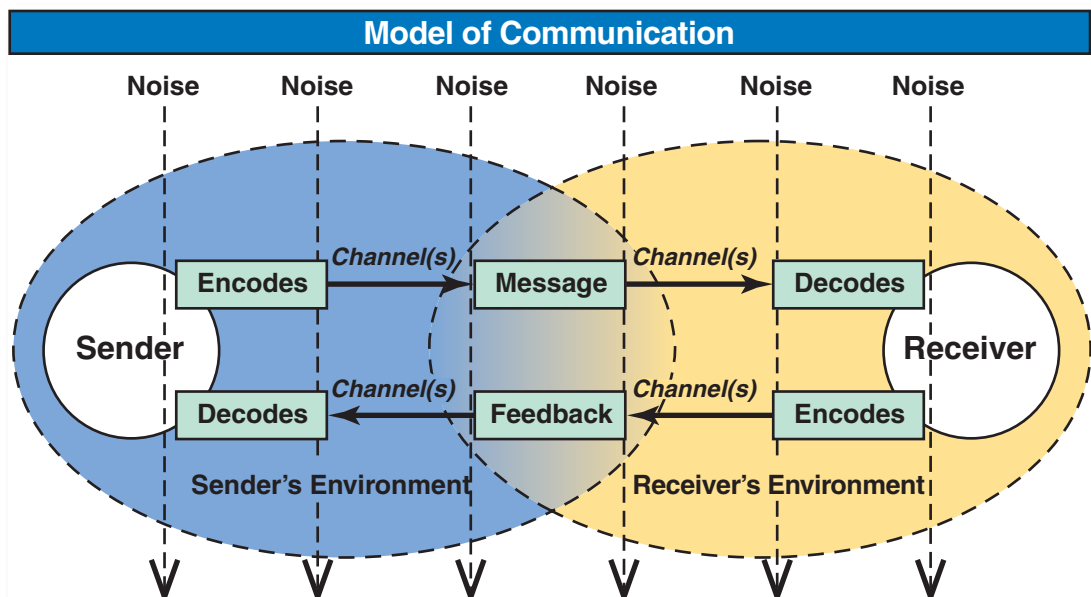 Model of Communication
Noise Noise Noise Noise Noise Noise
Channel(s) Channel(s)
Encodes Message Decodes
Sender Receiver
Channel(s) Channel(s)
Decodes Feedback Encodes
Sender’s Environment Receiver’s Environment